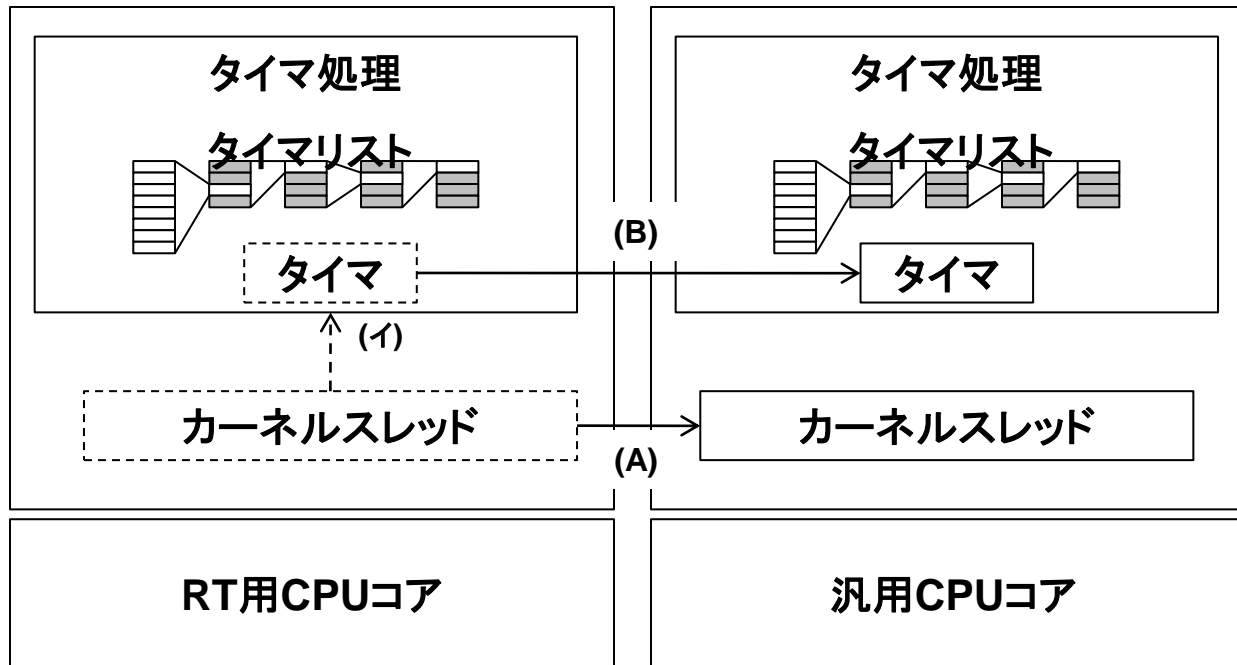 タイマ処理
タイマリスト
タイマ
(イ)
カーネルスレッド
RT用CPUコア
(B)
(A)
タイマ処理
タイマリスト
タイマ
カーネルスレッド
汎用CPUコア